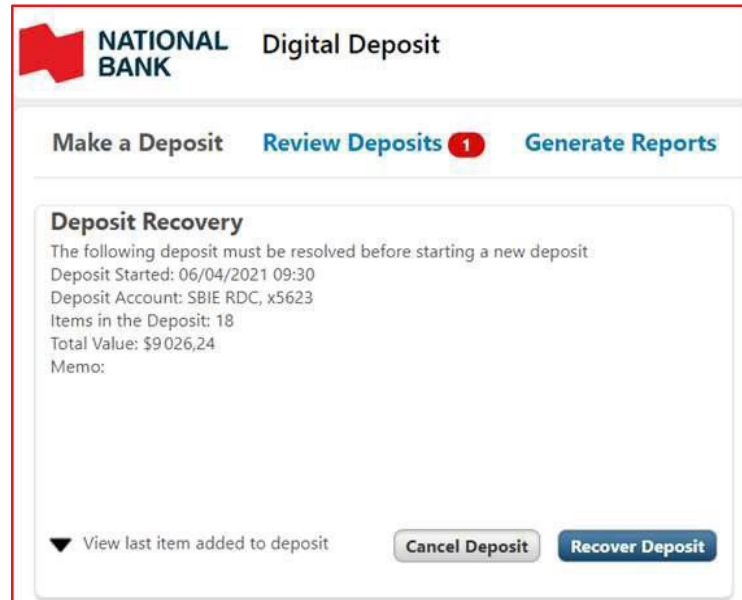 NATIONAL
BANK
Digital Deposit
Make a Deposit Review Deposits 1 Generate Reports
Deposit Recovery
The following deposit must be resolved before starting a new deposit
Deposit Started: 06/04/2021 09:30
Deposit Account: SBIE RDC, x5623
Items in the Deposit: 18
Total Value: $9 026,24
Memo:
View last item added to deposit Cancel Deposit Recover Deposit